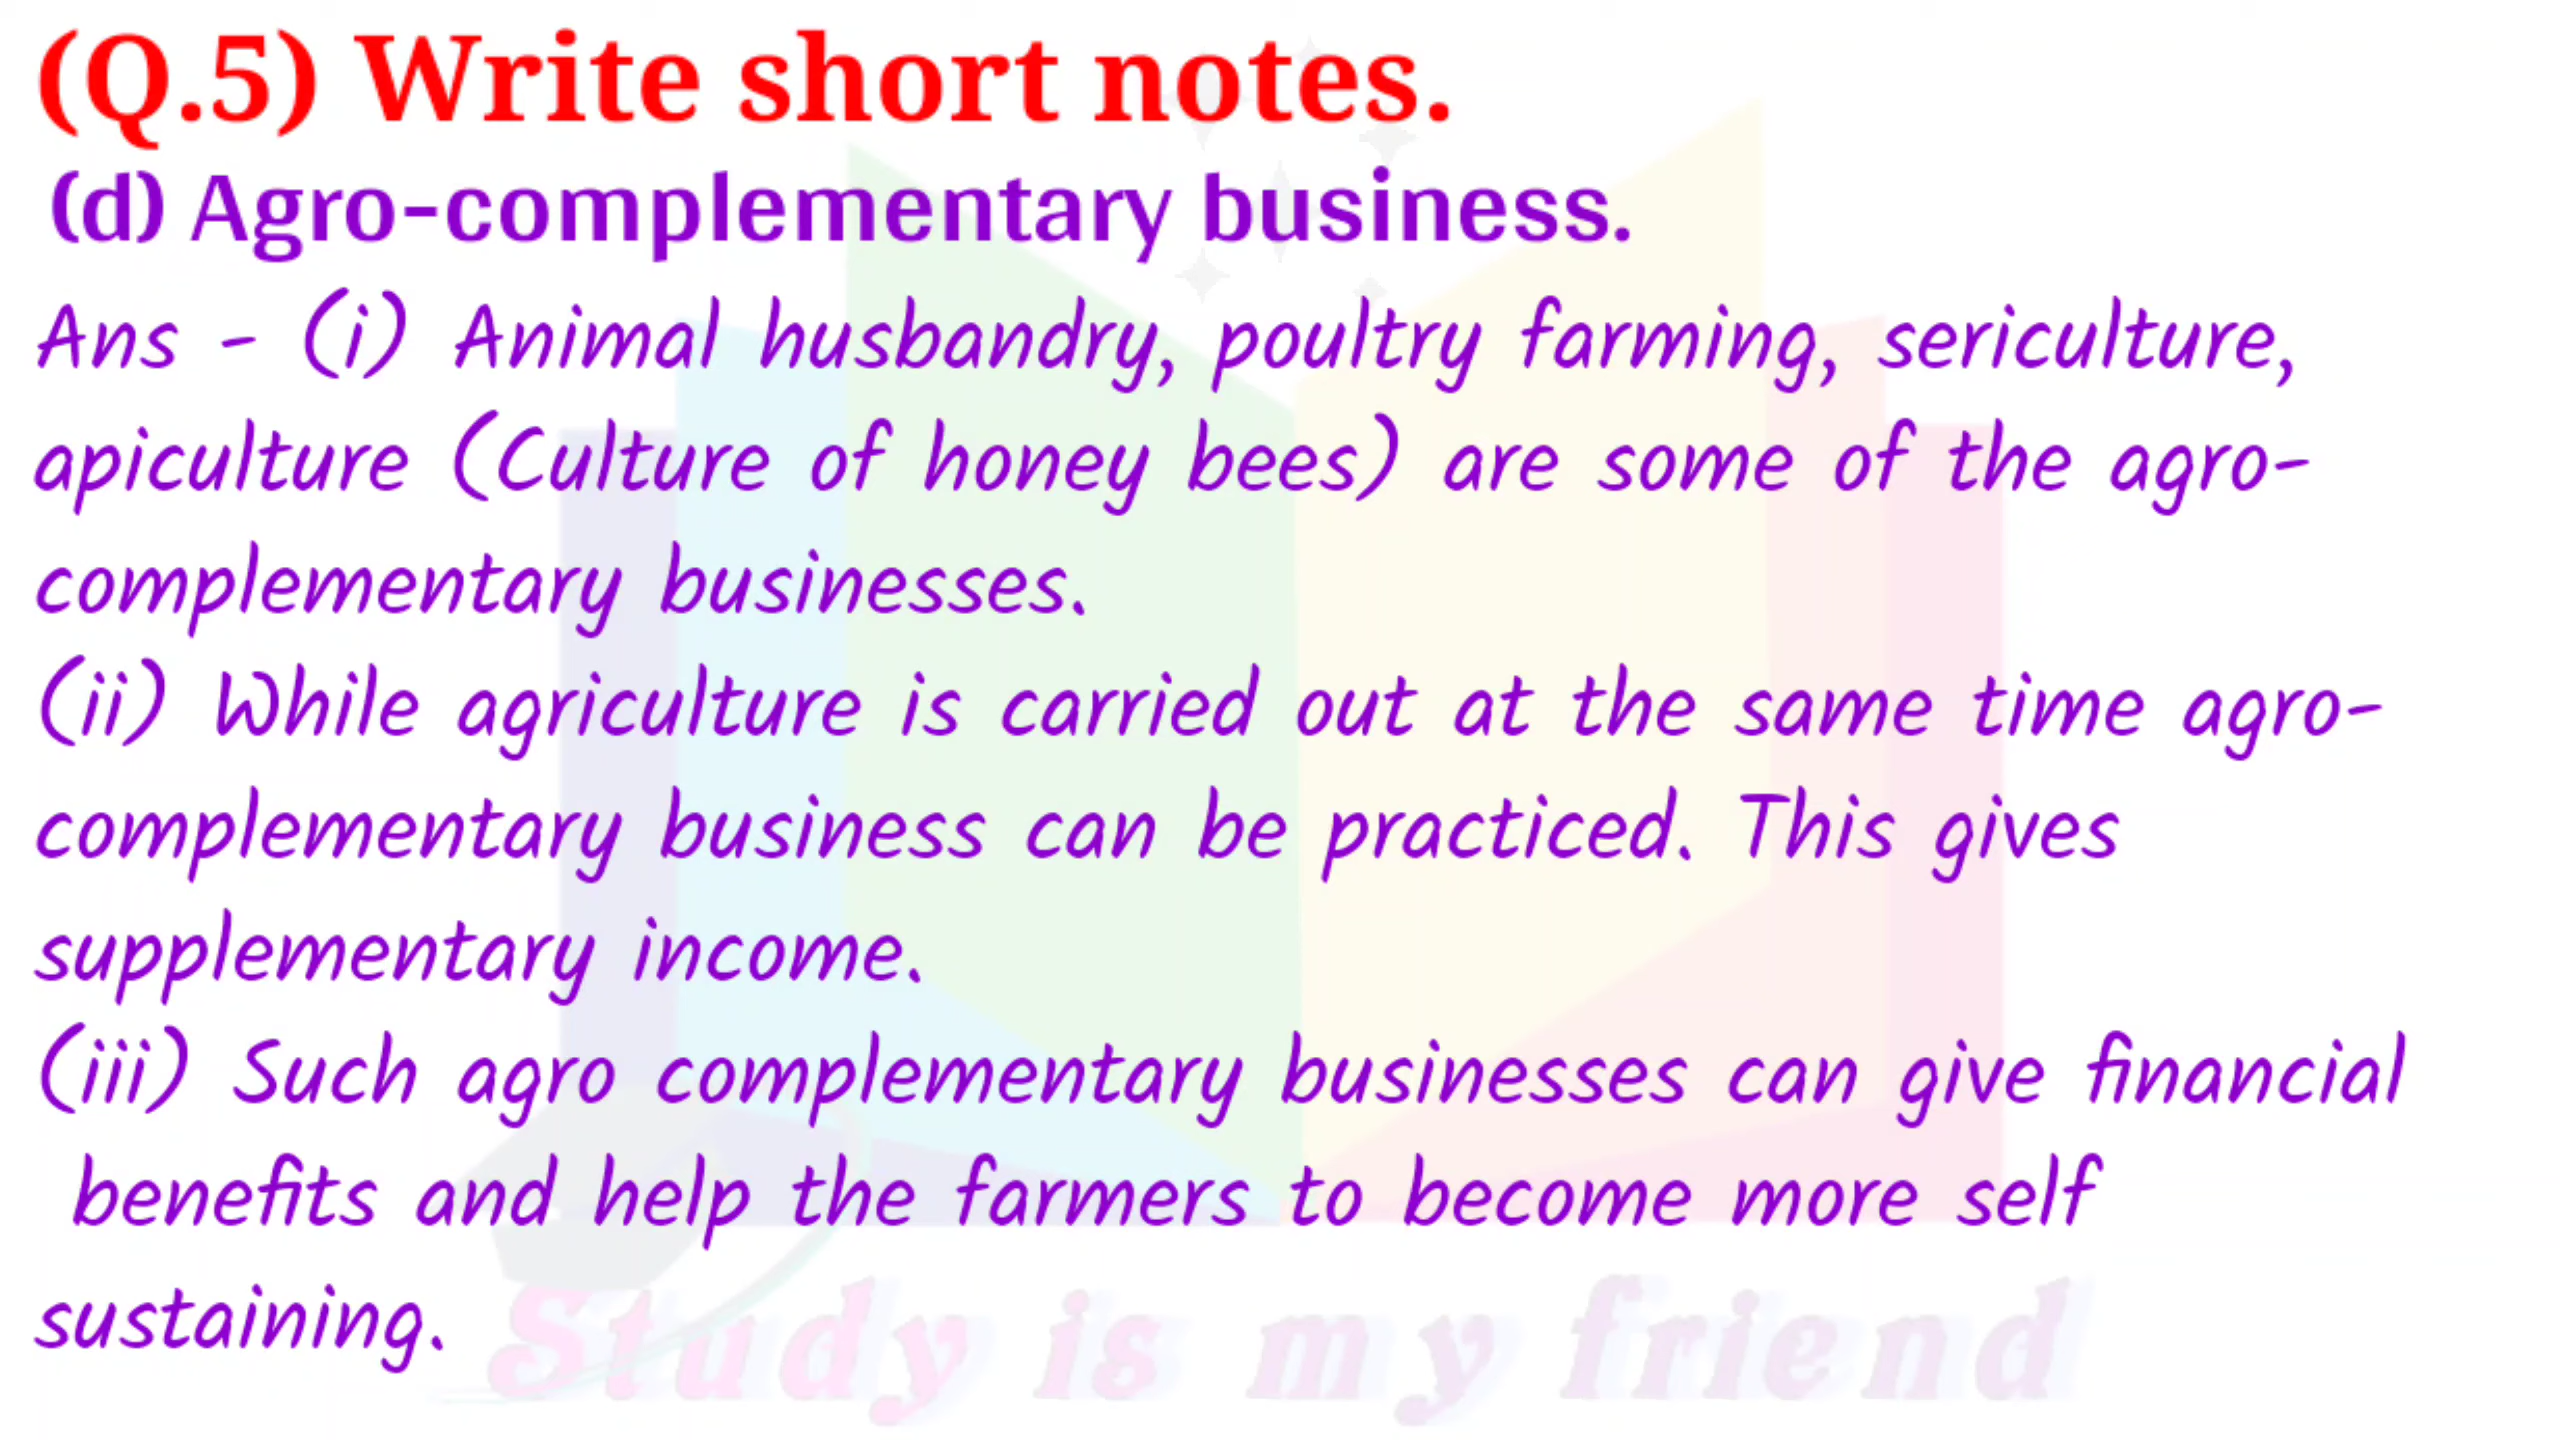 (Q.5) Write short notes.
(d) Agro-complementary business.
Ans - (i) Animal husbandry, poultry farming, sericulture,
apiculture (Culture of honey bees) are some of the agro-
complementary businesses.
(ii) While agriculture is carried out at the same time agro-
complementary business can be practiced. This gives
supplementary income.
(iii) Such agro complementary businesses can give financial
benefits and help the farmers to become more self
sustaining.
Study is my friend